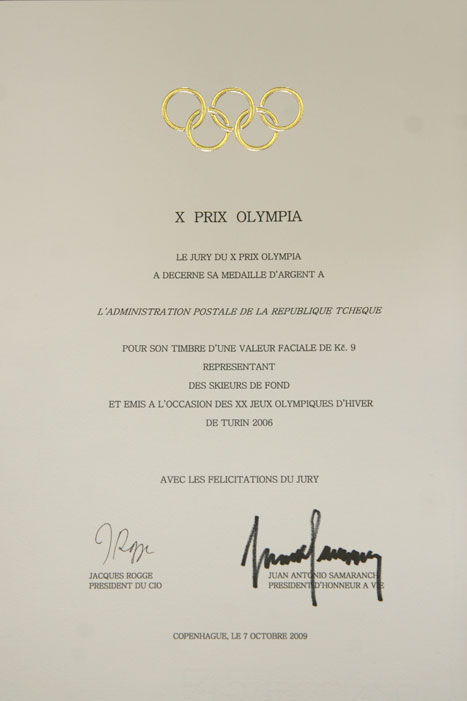 X PRIX OLYMPIA
LE JURY DU X PRIX OLYMPIA
A DECERNE SA MEDAILLE D'ARGENT A
L'ADMINISTRATION POSTALE DE LA REPUBLIQUE TCHEQUE
POUR SON TIMBRE D'UNE VALEUR FACIALE DE Kč. 9
REPRESENTANT
DES SKIEURS DE FOND
ET EMIS A L'OCCASION DES XX JEUX OLYMPIQUES D'HIVER
DE TURIN 2006
AVEC LES FELICITATIONS DU JURY
J Rogge
JACQUES ROGGE
PRESIDENT DU CIO
JUAN ANTONIO SAMARANCH
PRESIDENT D'HONNEUR A VIE
COPENHAGUE, LE 7 OCTOBRE 2009